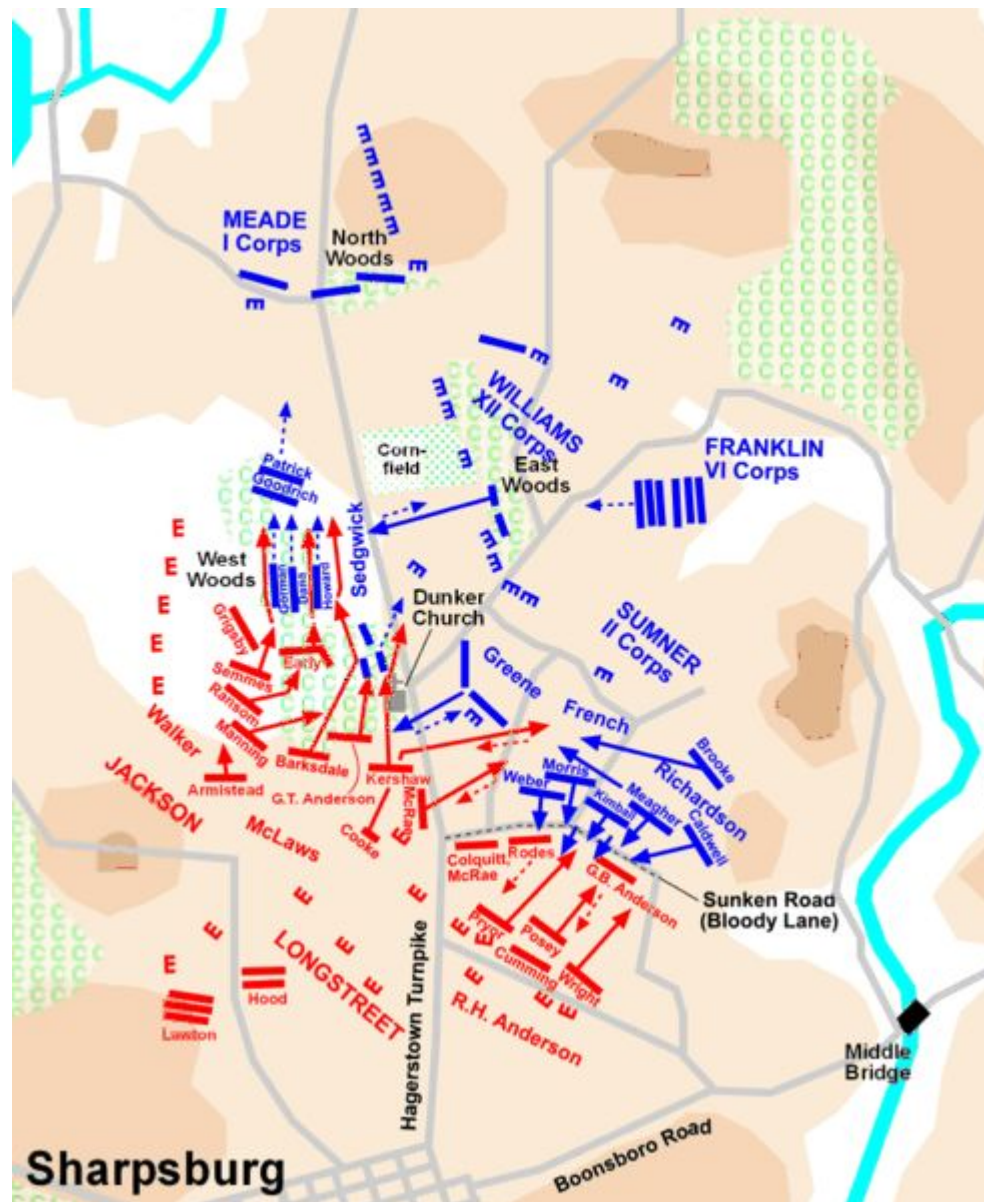 MEADE
I Corps
North
Woods
WILLIAMS
XII Corps
FRANKLIN
VI Corps
Corn-
field
East
Woods
Patrick
Goodrich
Sedgwick
West
Woods
Gorman
Dana
Howard
Dunker
Church
SUMNER
II Corps
Grigsby
Early
Semmes
Ransom
Manning
Greene
French
Walker
JACKSON
Armistead
Barksdale
G.T. Anderson
Kershaw
McRae
Cooke
McLaws
Weber
Morris
Kimball
Meagher
Richardson
Brooke
Caldwell
Colquitt,
McRae
Rodes
G.B. Anderson
Sunken Road
(Bloody Lane)
Pryor
Posey
Cumming
Wright
LONGSTREET
R.H. Anderson
Hood
Lawton
Hagerstown Turnpike
Middle
Bridge
Boonsboro Road
Sharpsburg